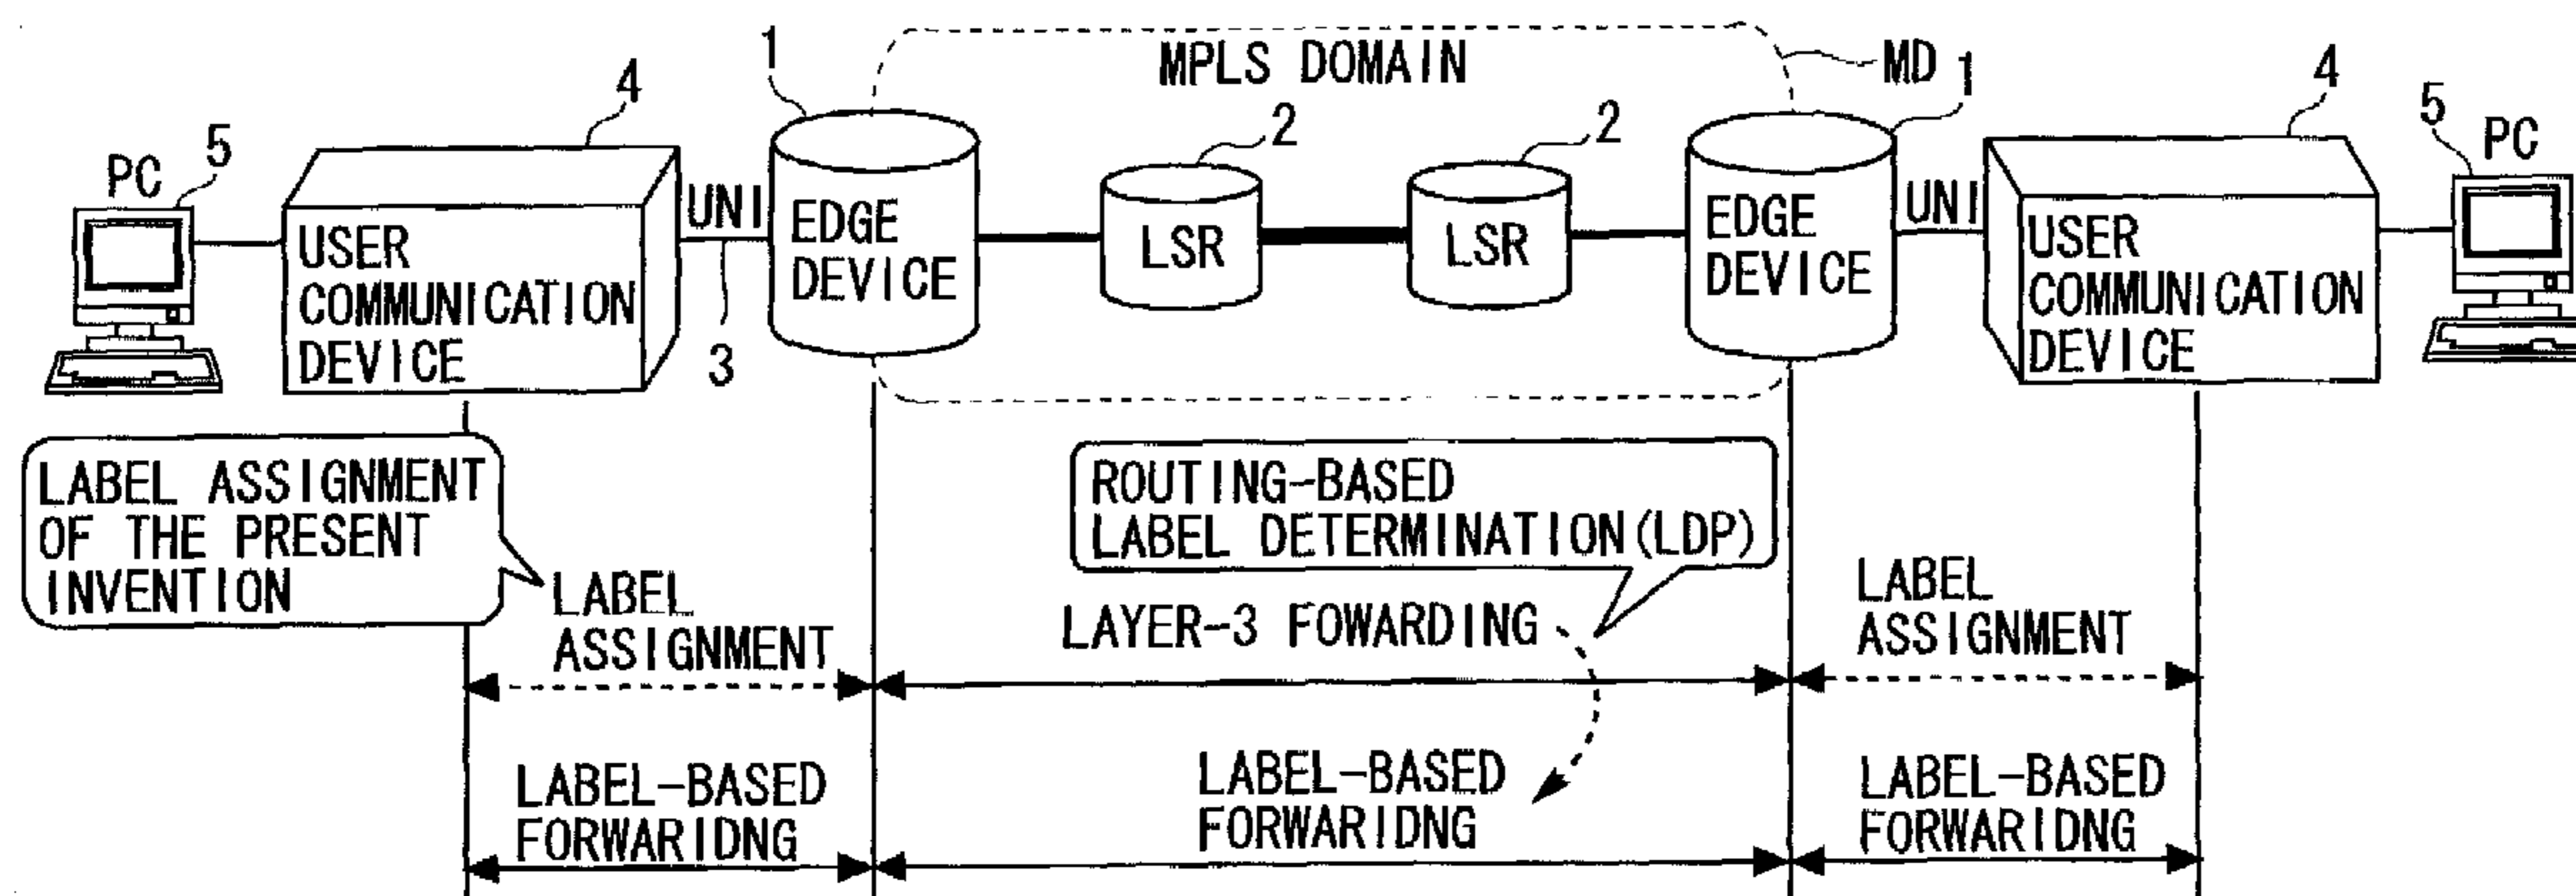 MPLS DOMAIN
MD
1
1
4
4
2
2
5
5
PC
PC
UNI
UNI
3
USER
COMMUNICATION
DEVICE
EDGE
DEVICE
LSR
LSR
EDGE
DEVICE
USER
COMMUNICATION
DEVICE
LABEL ASSIGNMENT
OF THE PRESENT
INVENTION
ROUTING-BASED
LABEL DETERMINATION(LDP)
LABEL
ASSIGNMENT
LAYER-3 FOWARDING
LABEL
ASSIGNMENT
LABEL-BASED
FORWARIDNG
LABEL-BASED
FORWARIDNG
LABEL-BASED
FORWARIDNG